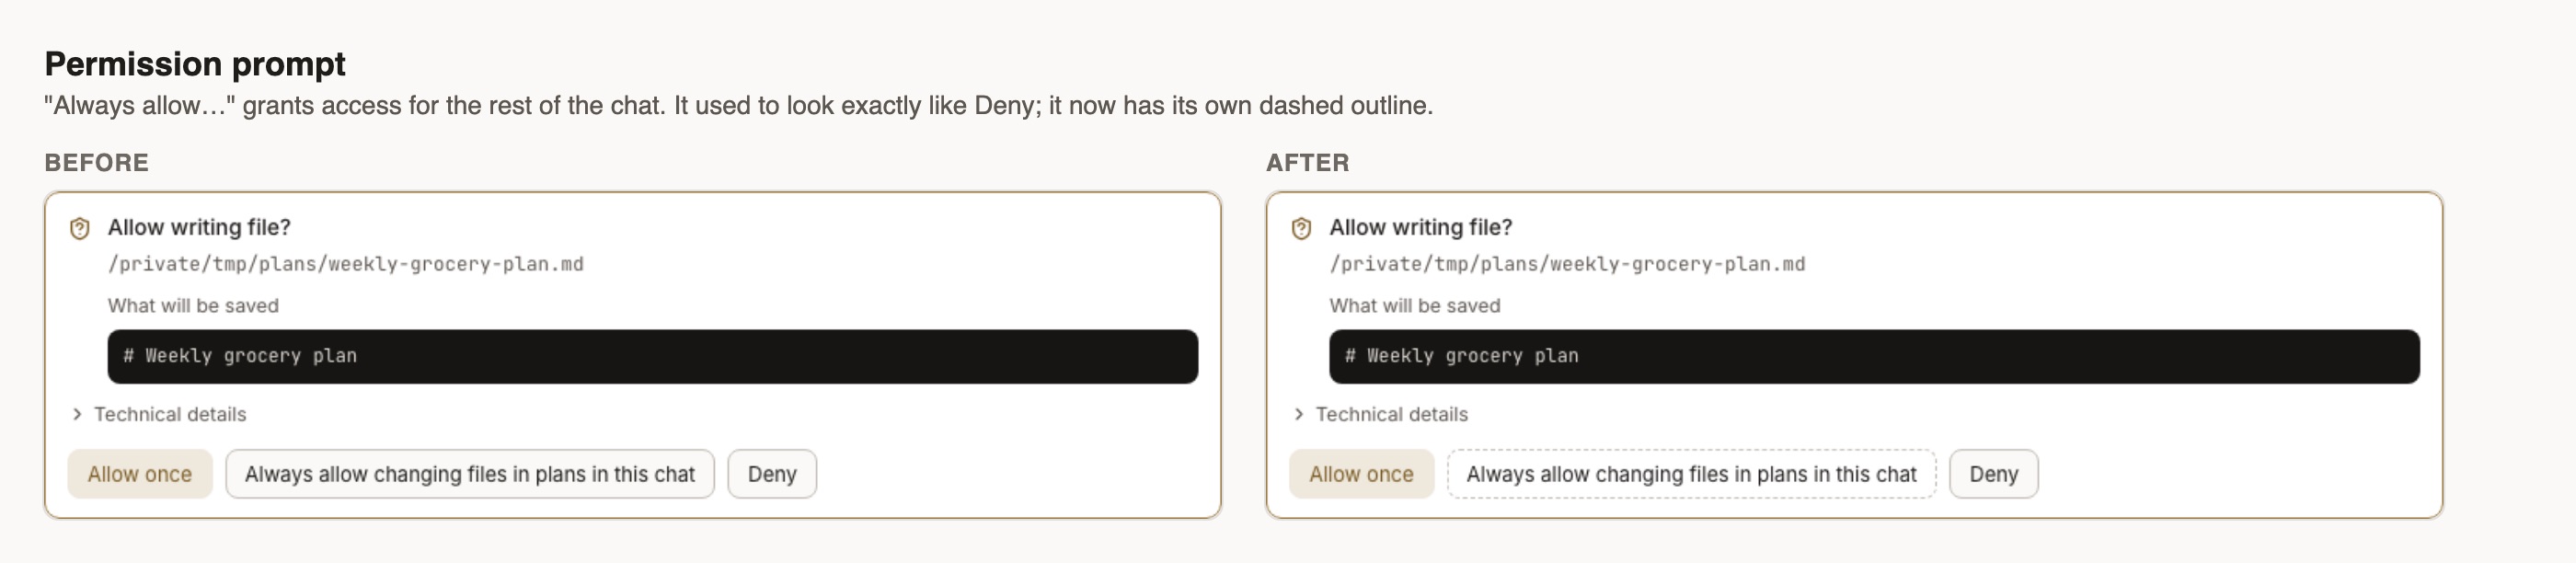 Permission prompt
"Always allow…" grants access for the rest of the chat. It used to look exactly like Deny; it now has its own dashed outline.
BEFORE
Allow writing file?
/private/tmp/plans/weekly-grocery-plan.md
What will be saved
# Weekly grocery plan
Technical details
Allow once
Always allow changing files in plans in this chat
Deny
AFTER
Allow writing file?
/private/tmp/plans/weekly-grocery-plan.md
What will be saved
# Weekly grocery plan
Technical details
Allow once
Always allow changing files in plans in this chat
Deny